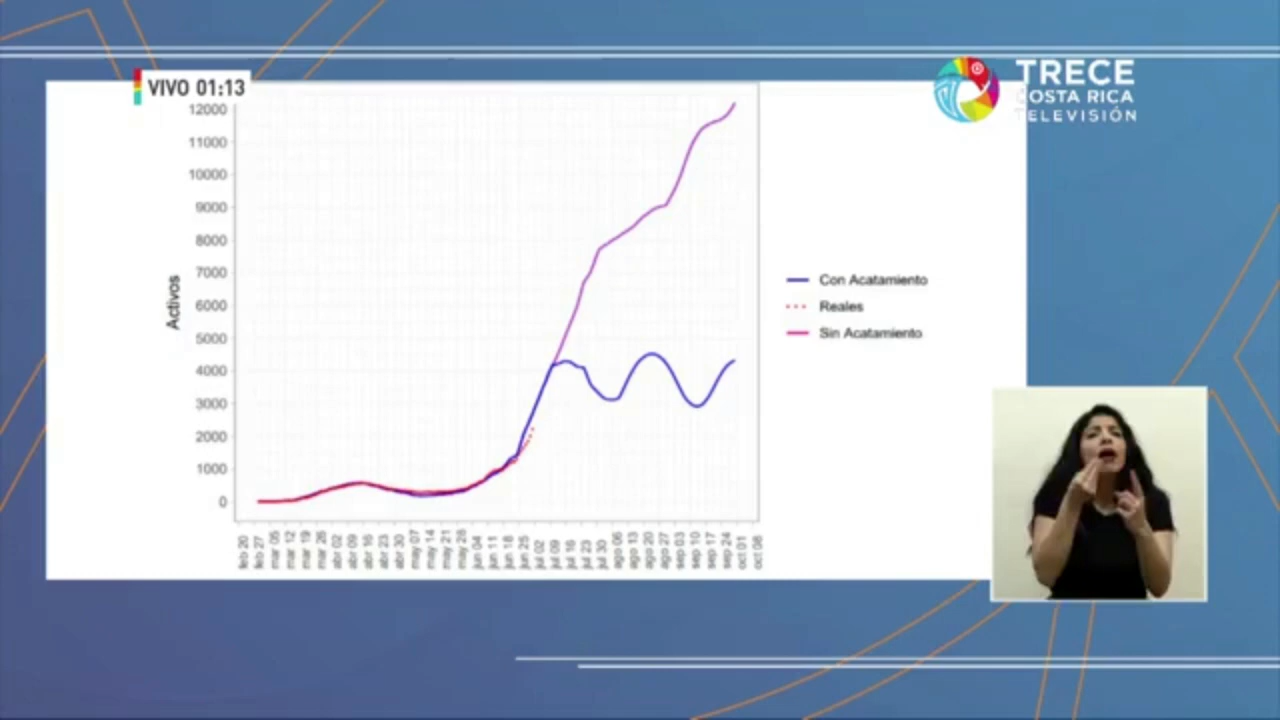 VIVO 01:13
TRECE
COSTA RICA
TELEVISIÓN
12000
11000
10000
9000
8000
7000
6000
5000
4000
3000
2000
1000
0
Activos
feb 20
feb 27
mar 05
mar 12
mar 19
mar 26
abr 02
abr 09
abr 16
abr 23
abr 30
may 07
may 14
may 21
may 28
jun 04
jun 11
jun 18
jun 25
jul 02
jul 09
jul 16
jul 23
jul 30
ago 06
ago 13
ago 20
ago 27
sep 03
sep 10
sep 17
sep 24
oct 01
oct 08
Con Acatamiento
Reales
Sin Acatamiento